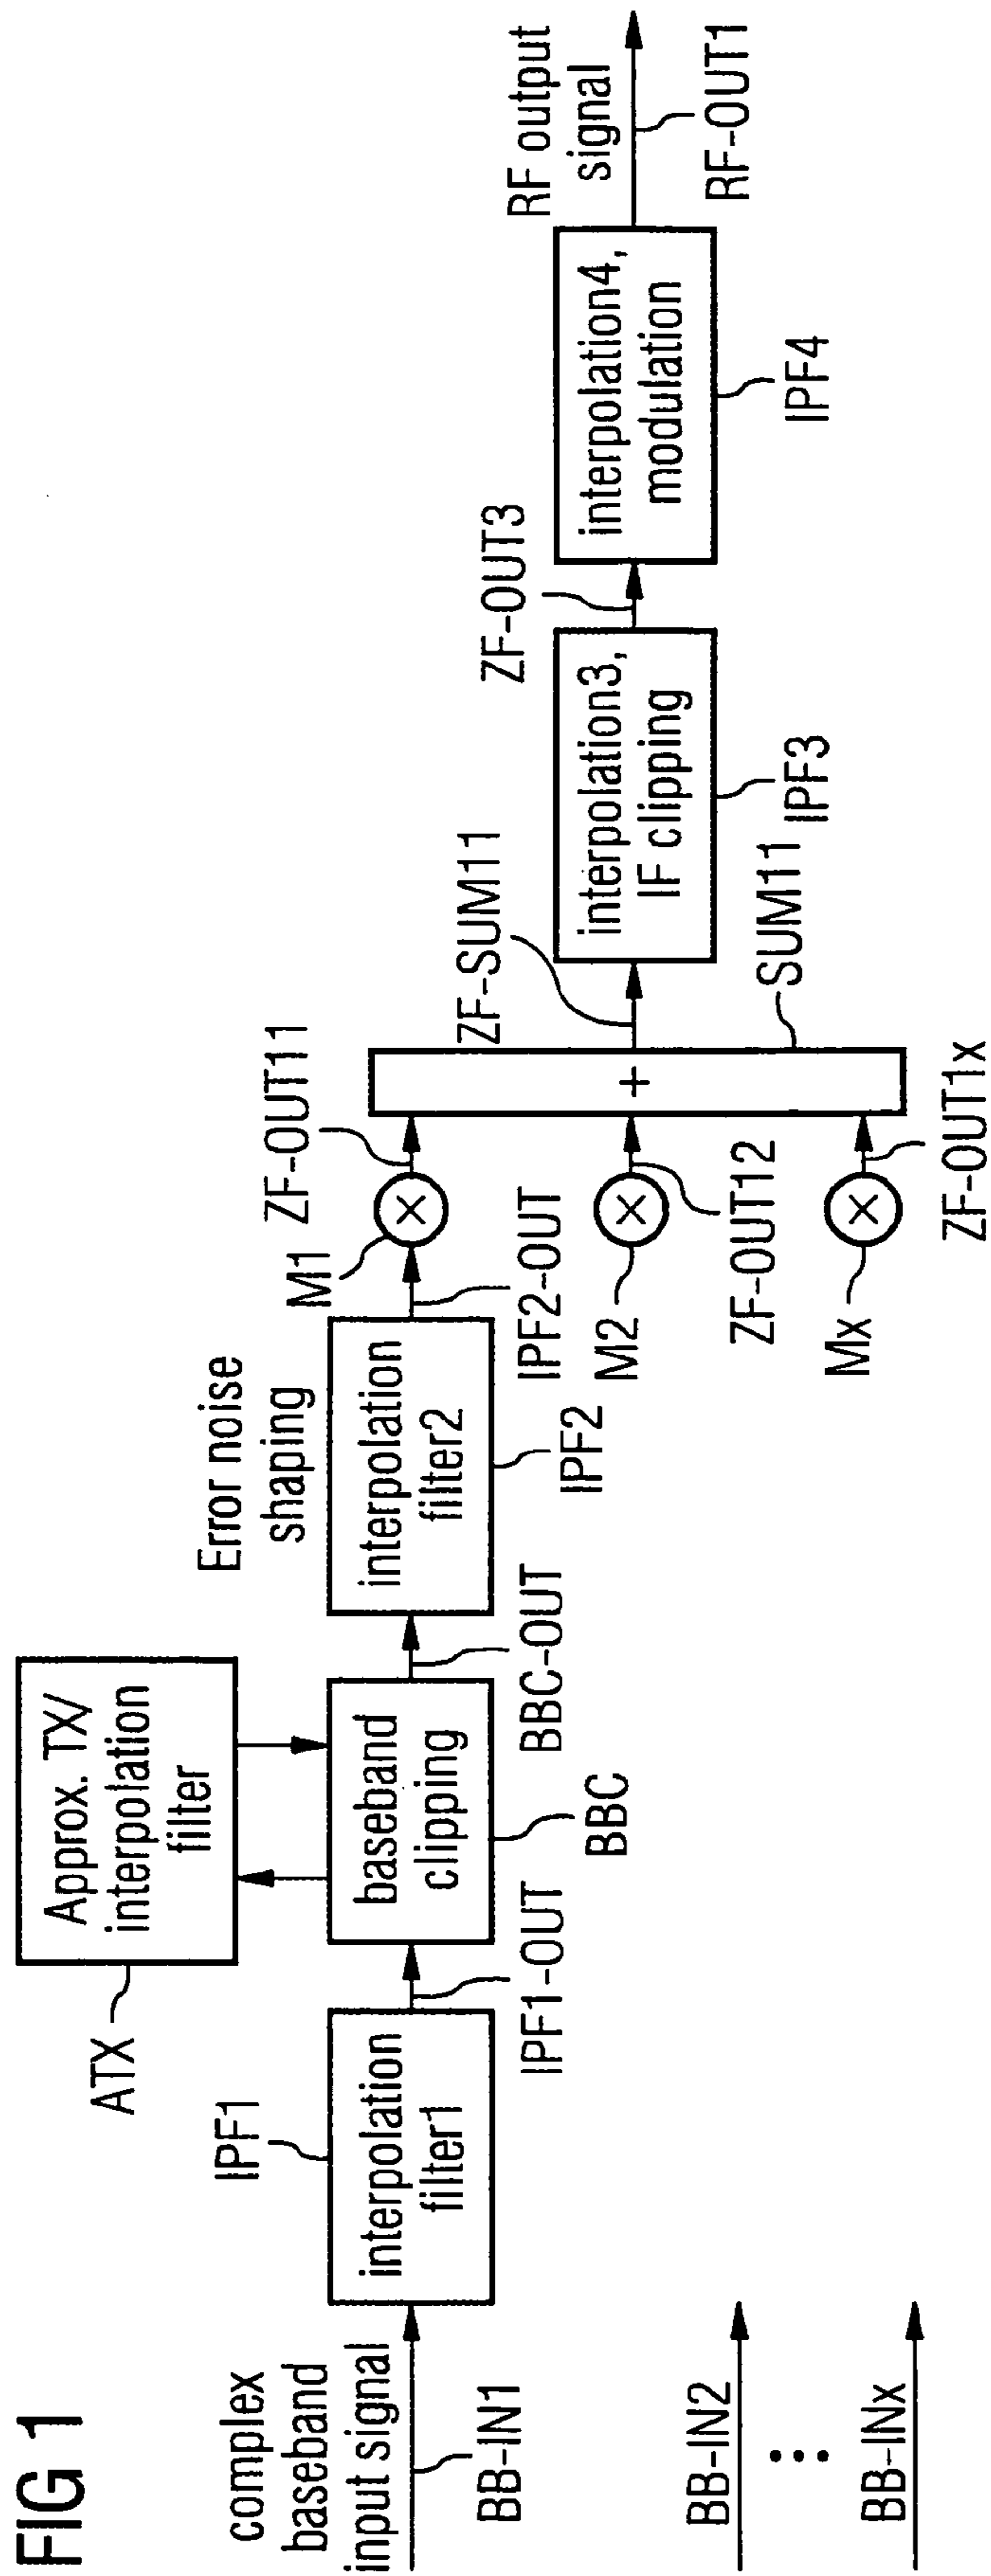 FIG 1
complex
baseband
input signal
BB-IN1
BB-IN2
BB-INx
IPF1
interpolation
filter1
IPF1-OUT
ATX
Approx. TX/
interpolation
filter
baseband
clipping
BBC
BBC-OUT
Error noise
shaping
interpolation
filter2
IPF2
IPF2-OUT
M1
×
ZF-OUT11
M2
×
ZF-OUT12
Mx
×
ZF-OUT1x
+
SUM11
ZF-SUM11
interpolation3,
IF clipping
IPF3
ZF-OUT3
interpolation4,
modulation
IPF4
RF output
signal
RF-OUT1